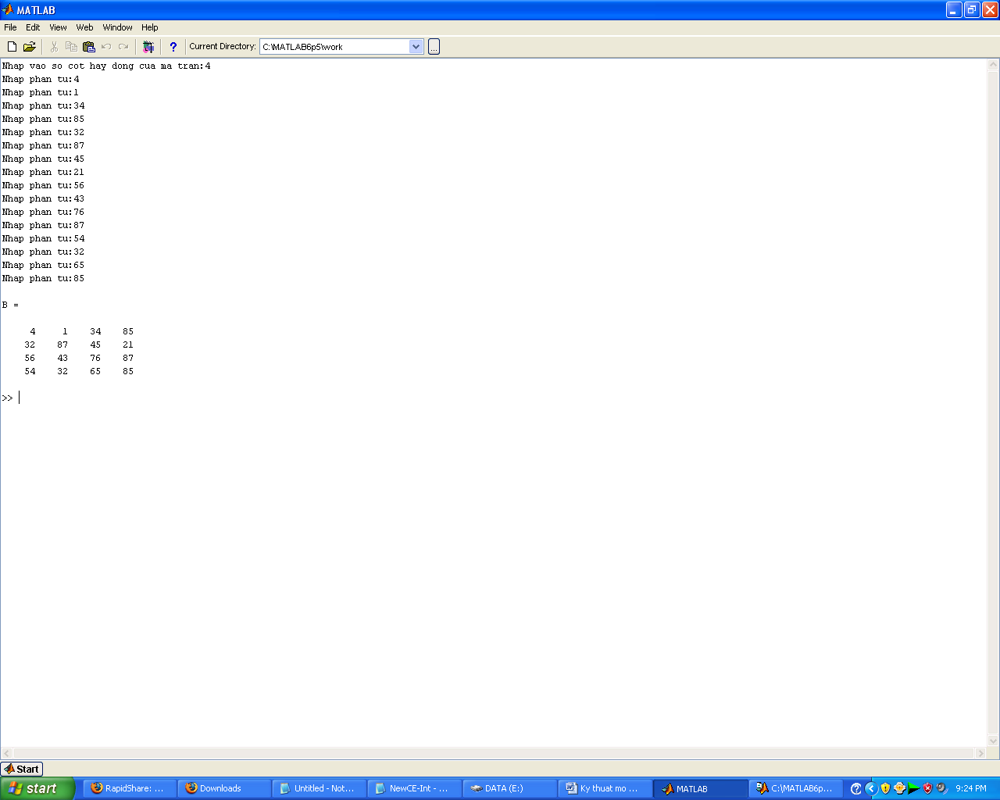 MATLAB
File Edit View Web Window Help
Current Directory: C:\MATLAB6p5\work ...
Nhap vao so cot hay dong cua ma tran:4
Nhap phan tu:4
Nhap phan tu:1
Nhap phan tu:34
Nhap phan tu:85
Nhap phan tu:32
Nhap phan tu:87
Nhap phan tu:45
Nhap phan tu:21
Nhap phan tu:56
Nhap phan tu:43
Nhap phan tu:76
Nhap phan tu:87
Nhap phan tu:54
Nhap phan tu:32
Nhap phan tu:65
Nhap phan tu:85
B =
4 1 34 85
32 87 45 21
56 43 76 87
54 32 65 85
>>
Start
start RapidShare: ... Downloads Untitled - Not... NewCE-Int - ... DATA (E:) Ky thuat mo ... MATLAB C:\MATLAB6p... 9:24 PM